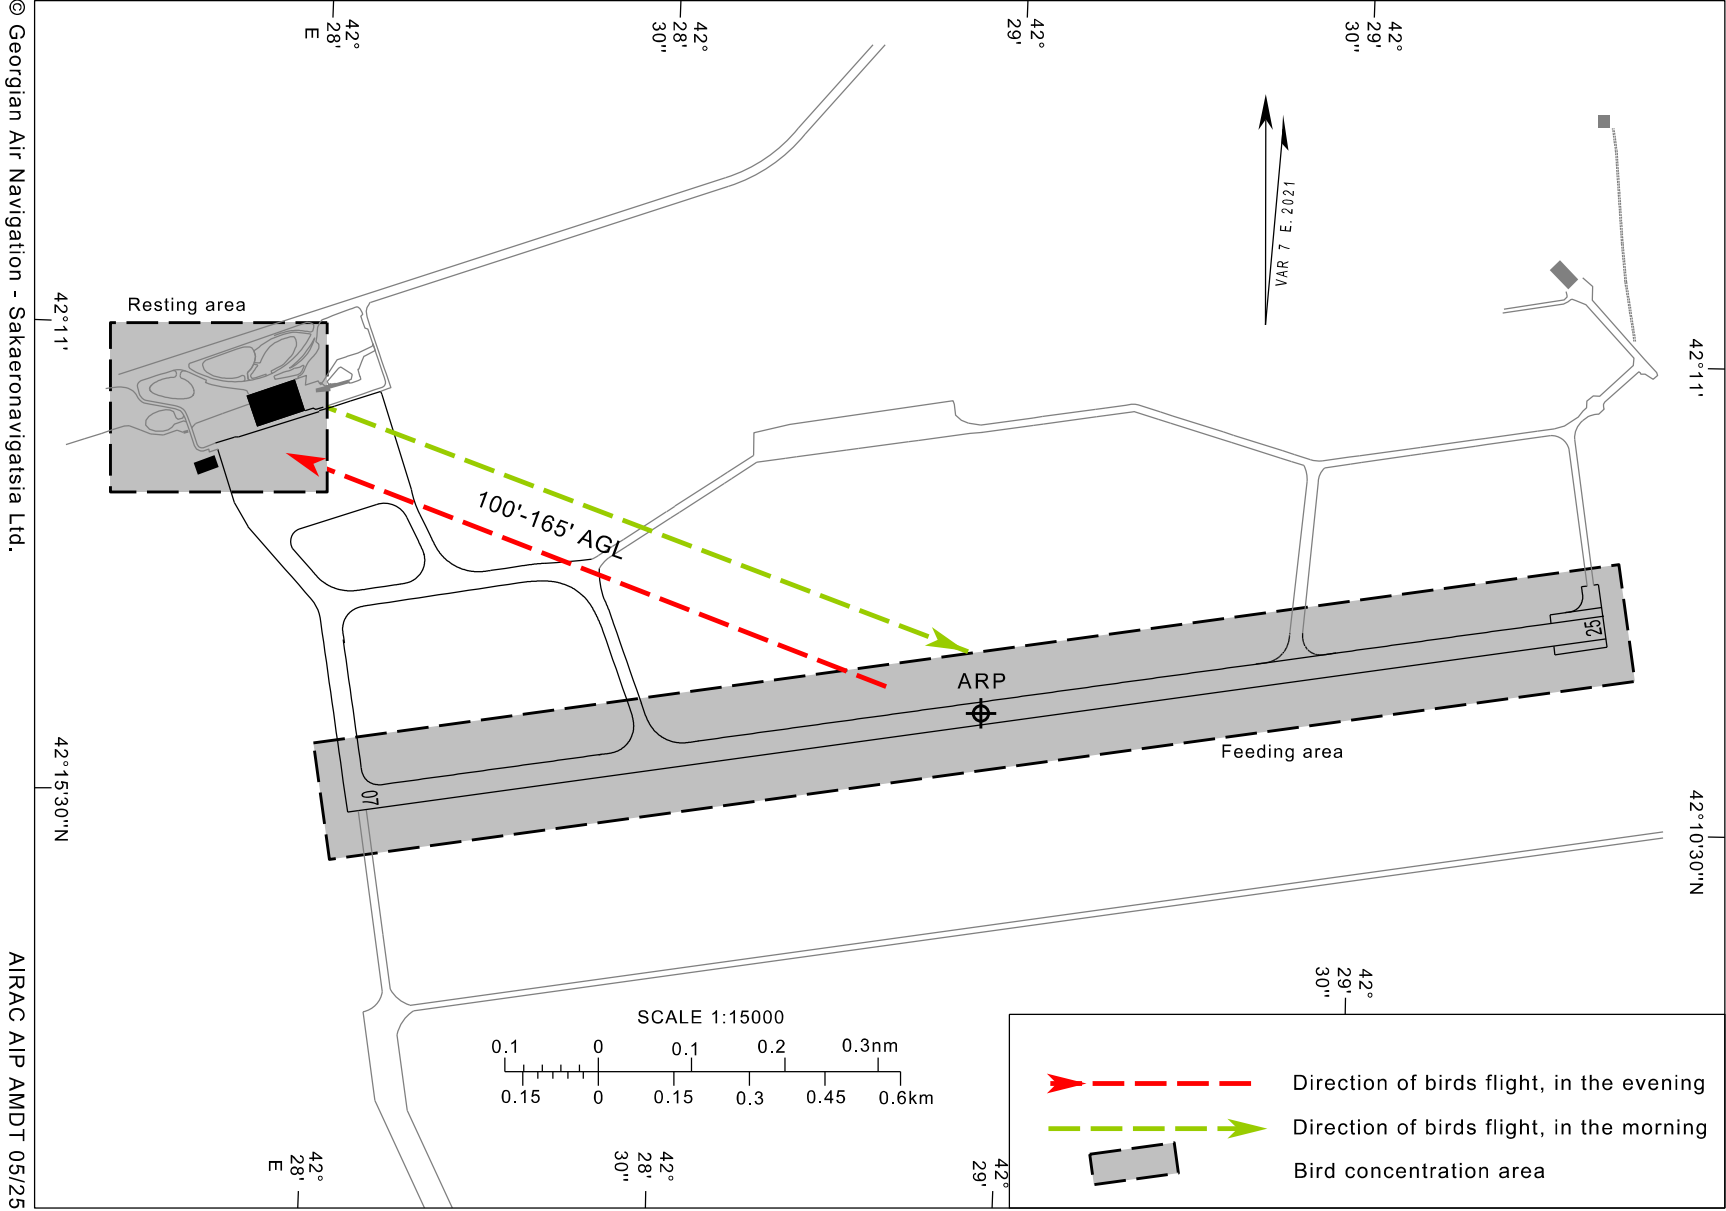 42°
28'
E
42°
28'
30"
42°
29'
42°
29'
30"
© Georgian Air Navigation - Sakaeronavigatsia Ltd.
VAR 7 E. 2021
Resting area
42°11'
42°11'
100'-165' AGL
25
ARP
Feeding area
07
42°15'30"N
42°10'30"N
AIRAC AIP AMDT 05/25
42°
29'
30"
SCALE 1:15000
0.1 0 0.1 0.2 0.3nm
0.15 0 0.15 0.3 0.45 0.6km
Direction of birds flight, in the evening
Direction of birds flight, in the morning
Bird concentration area
42°
28'
E
42°
28'
30"
42°
29'